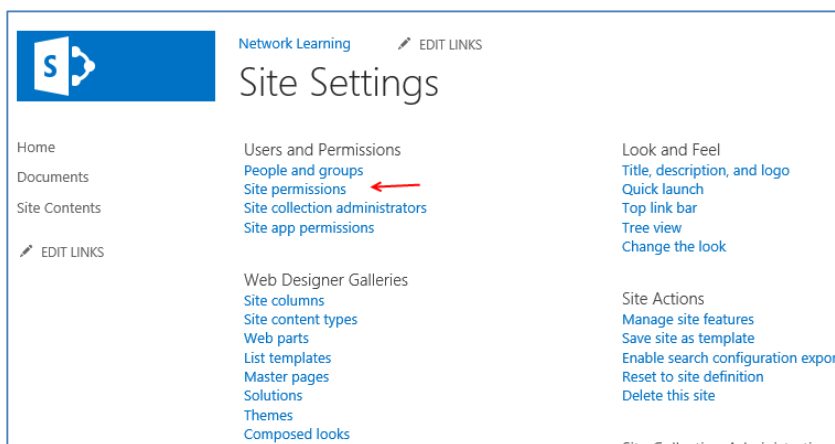 S
Network Learning
EDIT LINKS
Site Settings
Home
Documents
Site Contents
EDIT LINKS
Users and Permissions
People and groups
Site permissions
Site collection administrators
Site app permissions
Web Designer Galleries
Site columns
Site content types
Web parts
List templates
Master pages
Solutions
Themes
Composed looks
Look and Feel
Title, description, and logo
Quick launch
Top link bar
Tree view
Change the look
Site Actions
Manage site features
Save site as template
Enable search configuration expor
Reset to site definition
Delete this site